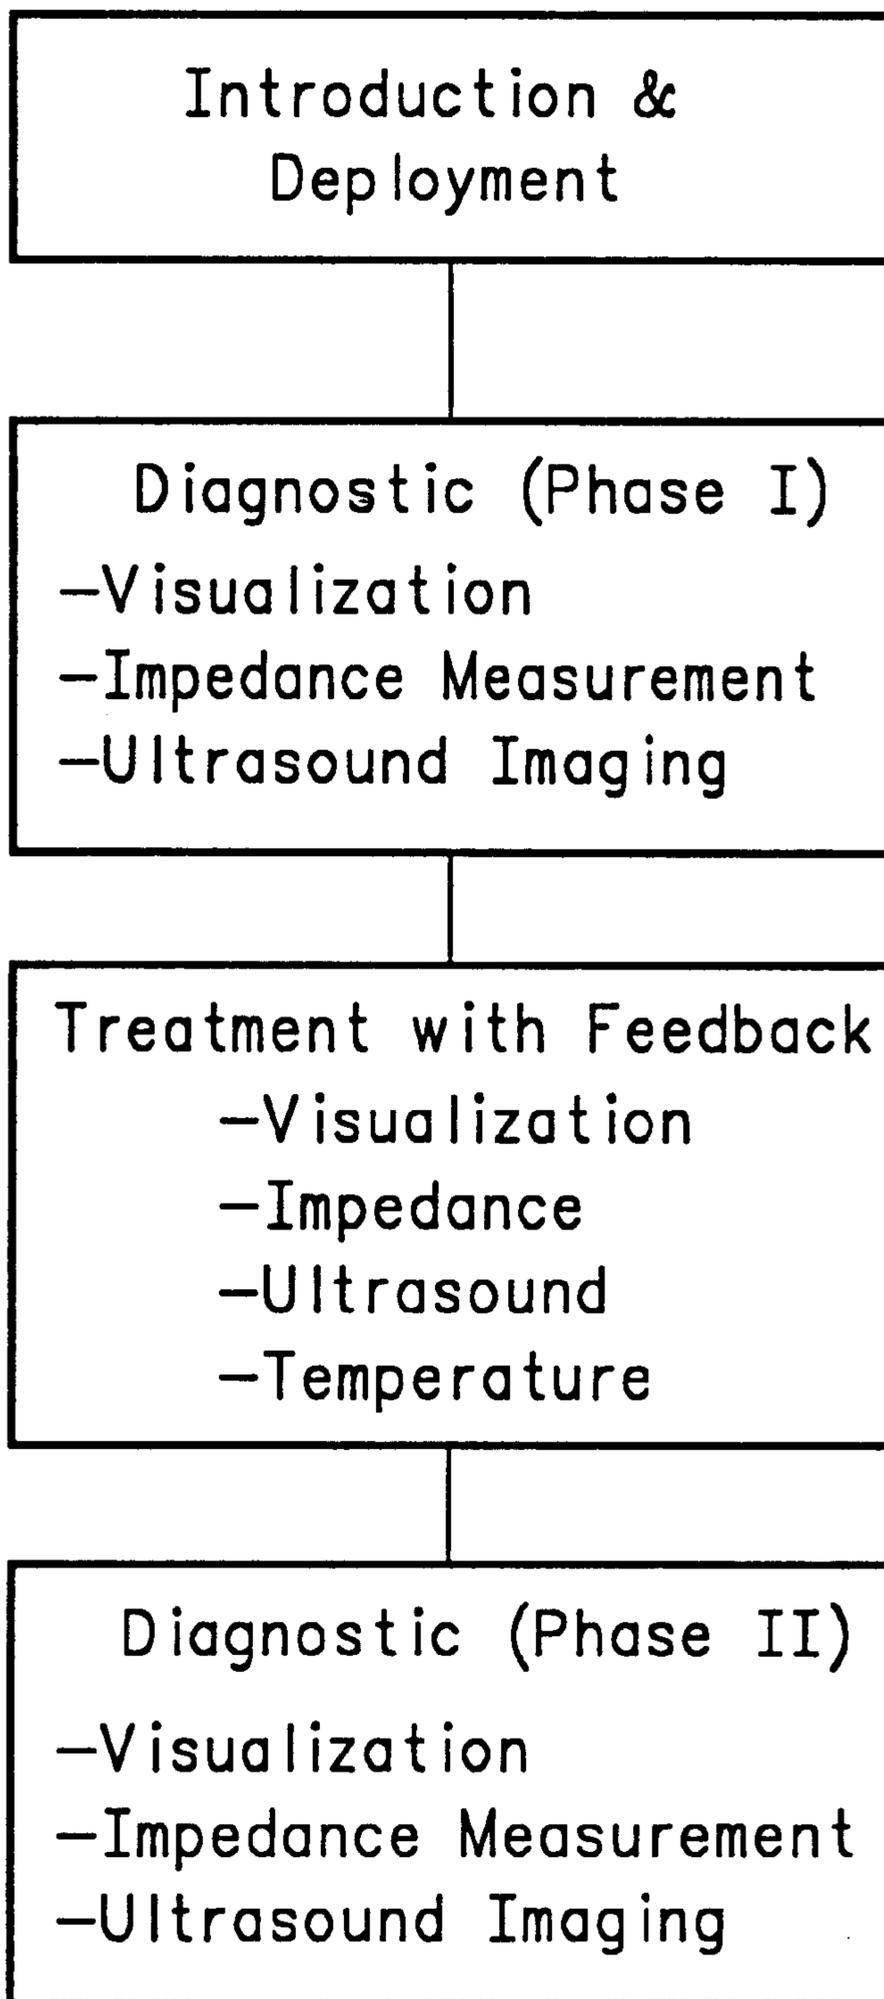 Introduction &
Deployment
Diagnostic (Phase I)
-Visualization
-Impedance Measurement
-Ultrasound Imaging
Treatment with Feedback
-Visualization
-Impedance
-Ultrasound
-Temperature
Diagnostic (Phase II)
-Visualization
-Impedance Measurement
-Ultrasound Imaging